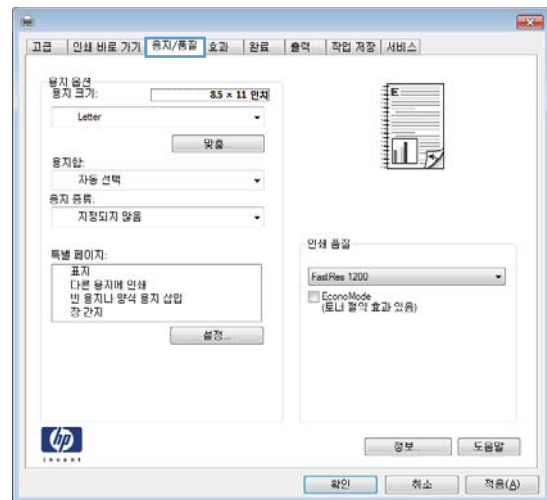 고급 인쇄 바로 가기 용지/품질 효과 완료 출력 작업 저장 서비스
용지 옵션
용지 크기: 8.5 × 11 인치
Letter
맞춤...
용지함:
자동 선택
용지 종류:
지정되지 않음
특별 페이지:
표지
다른 용지에 인쇄
빈 용지나 양식 용지 삽입
장 간지
설정...
E
인쇄 품질
FastRes 1200
EconoMode
(토너 절약 효과 있음)
hp
invent
정보... 도움말
확인 취소 적용(A)